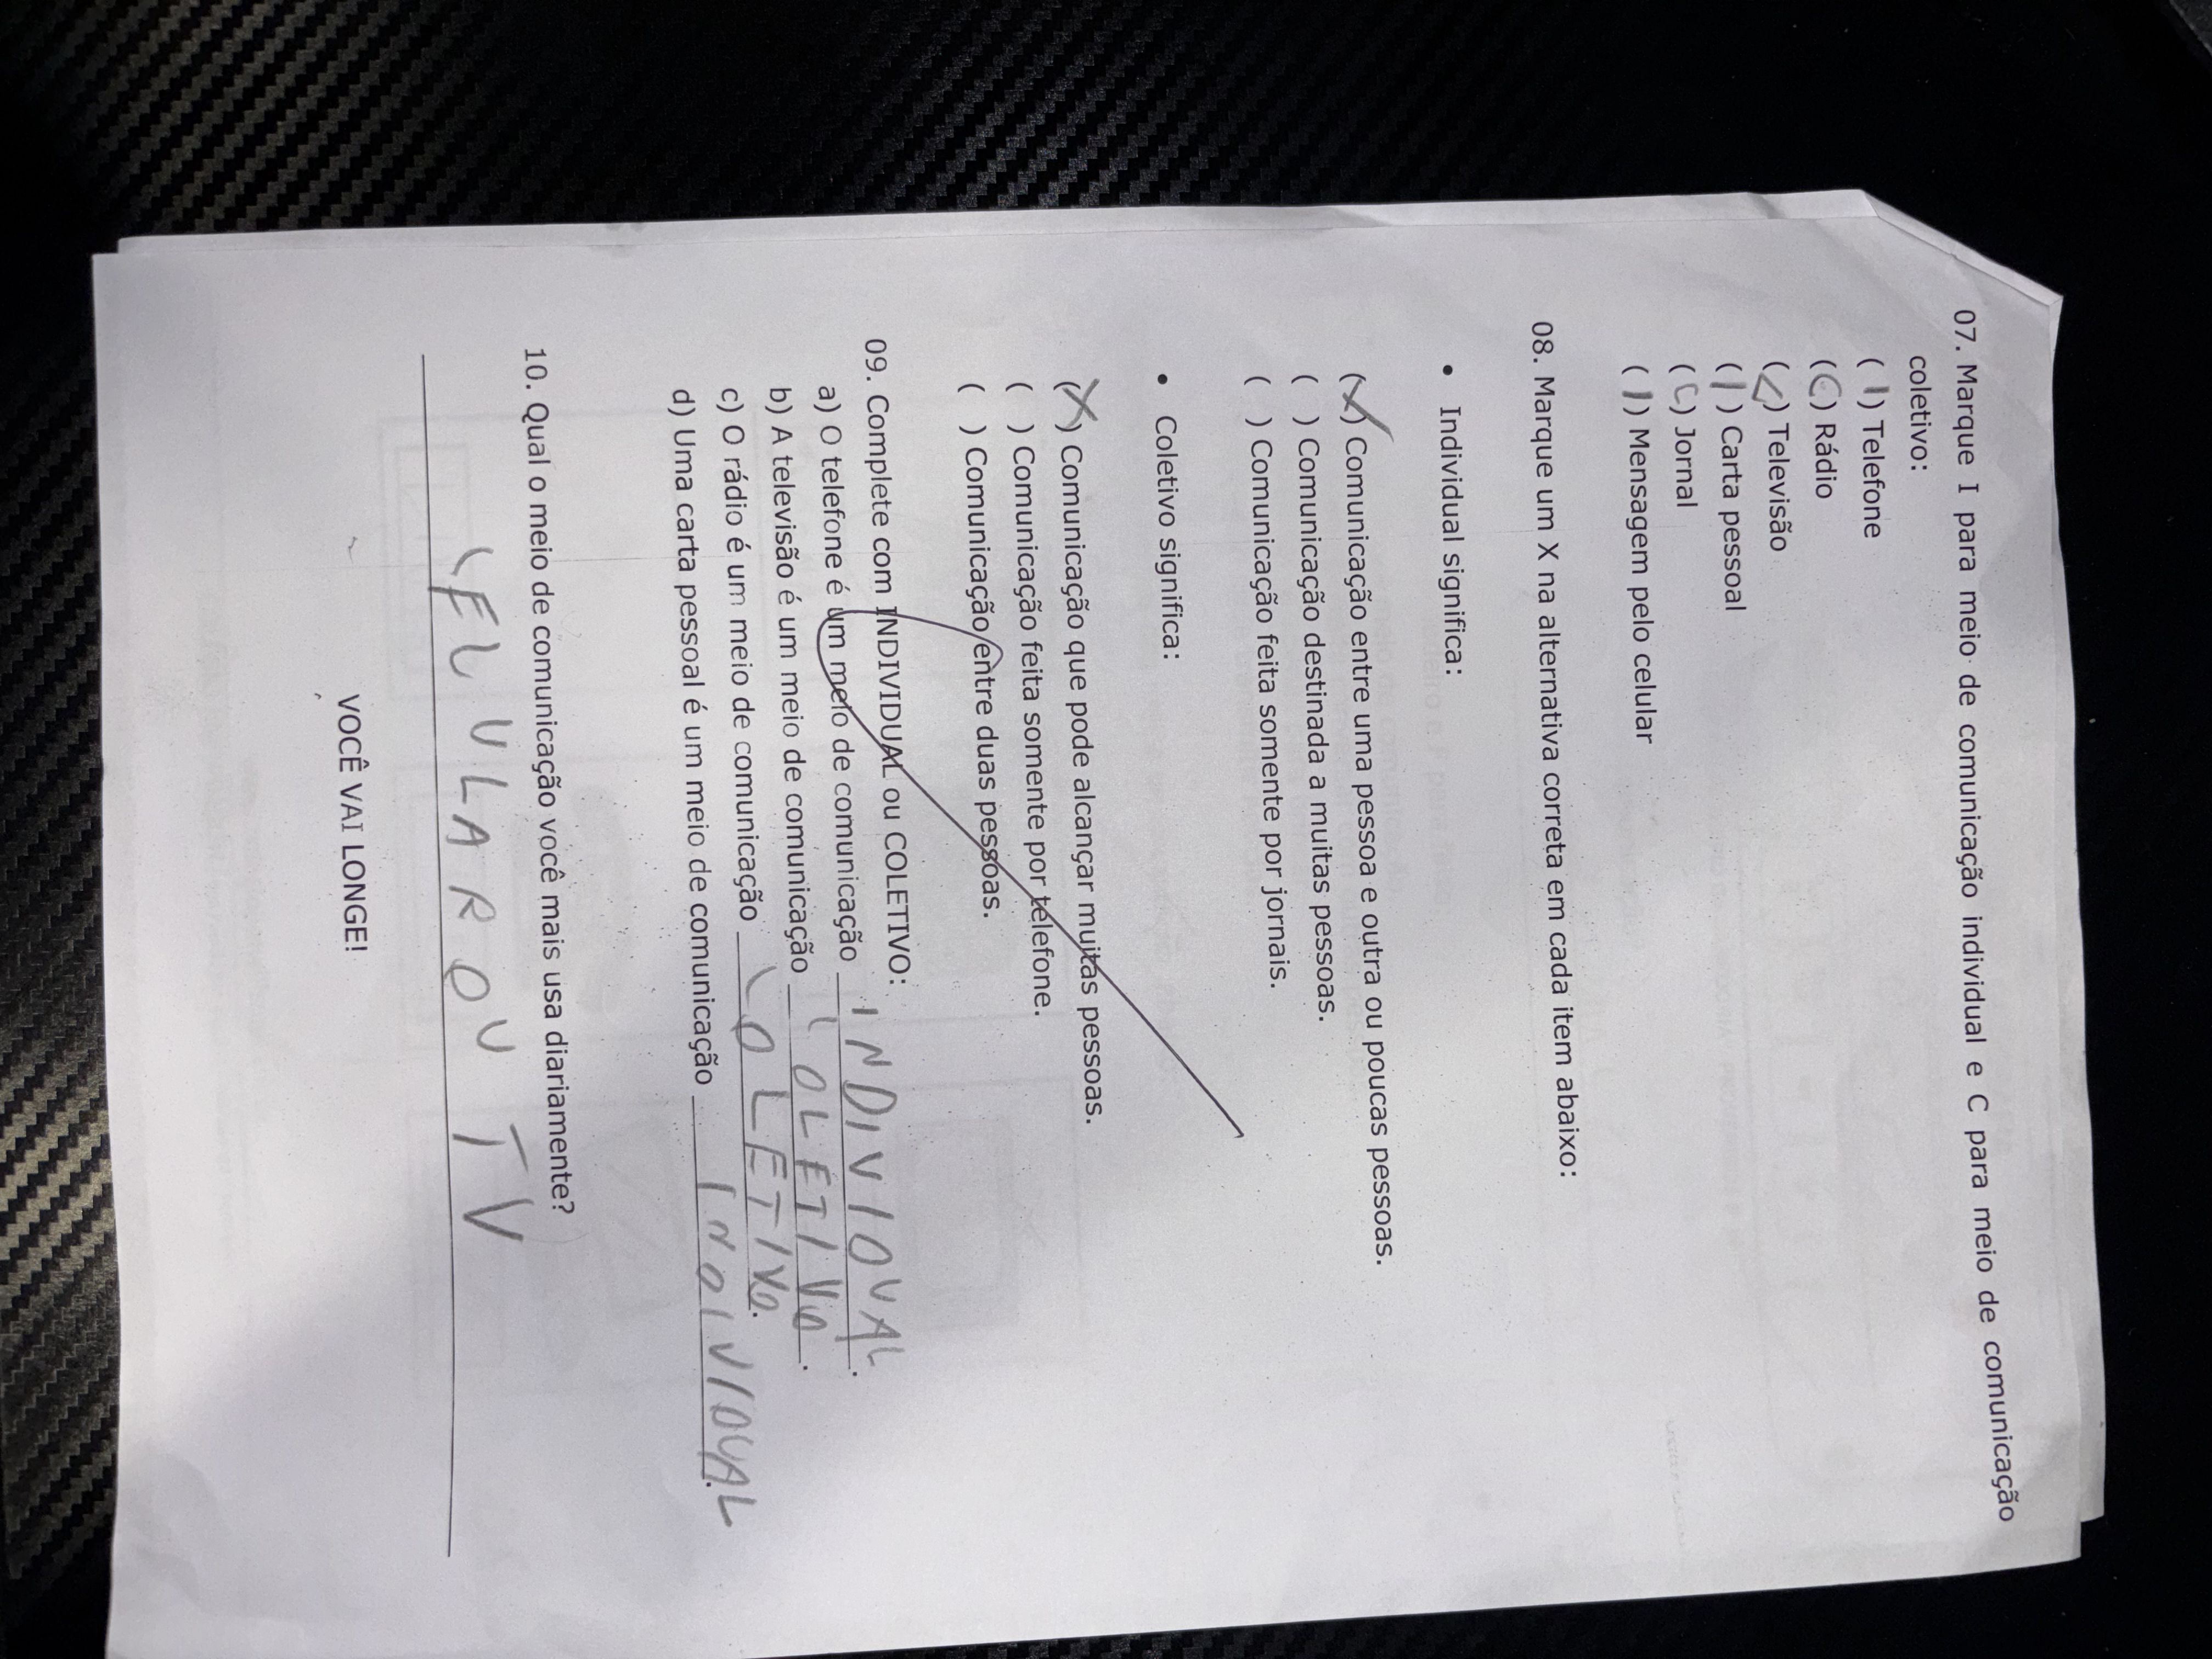 07. Marque I para meio de comunicação individual e C para meio de comunicação
coletivo:
( I ) Telefone
( C ) Rádio
( C ) Televisão
( I ) Carta pessoal
( C ) Jornal
( I ) Mensagem pelo celular
08. Marque um X na alternativa correta em cada item abaixo:
• Individual significa:
(X) Comunicação entre uma pessoa e outra ou poucas pessoas.
( ) Comunicação destinada a muitas pessoas.
( ) Comunicação feita somente por jornais.
• Coletivo significa:
(X) Comunicação que pode alcançar muitas pessoas.
( ) Comunicação feita somente por telefone.
( ) Comunicação entre duas pessoas.
09. Complete com INDIVIDUAL ou COLETIVO:
a) O telefone é um meio de comunicação INDIVIDUAL.
b) A televisão é um meio de comunicação COLETIVO.
c) O rádio é um meio de comunicação COLETIVO.
d) Uma carta pessoal é um meio de comunicação INDIVIDUAL.
10. Qual o meio de comunicação você mais usa diariamente?
CELULAR OU TV
VOCÊ VAI LONGE!